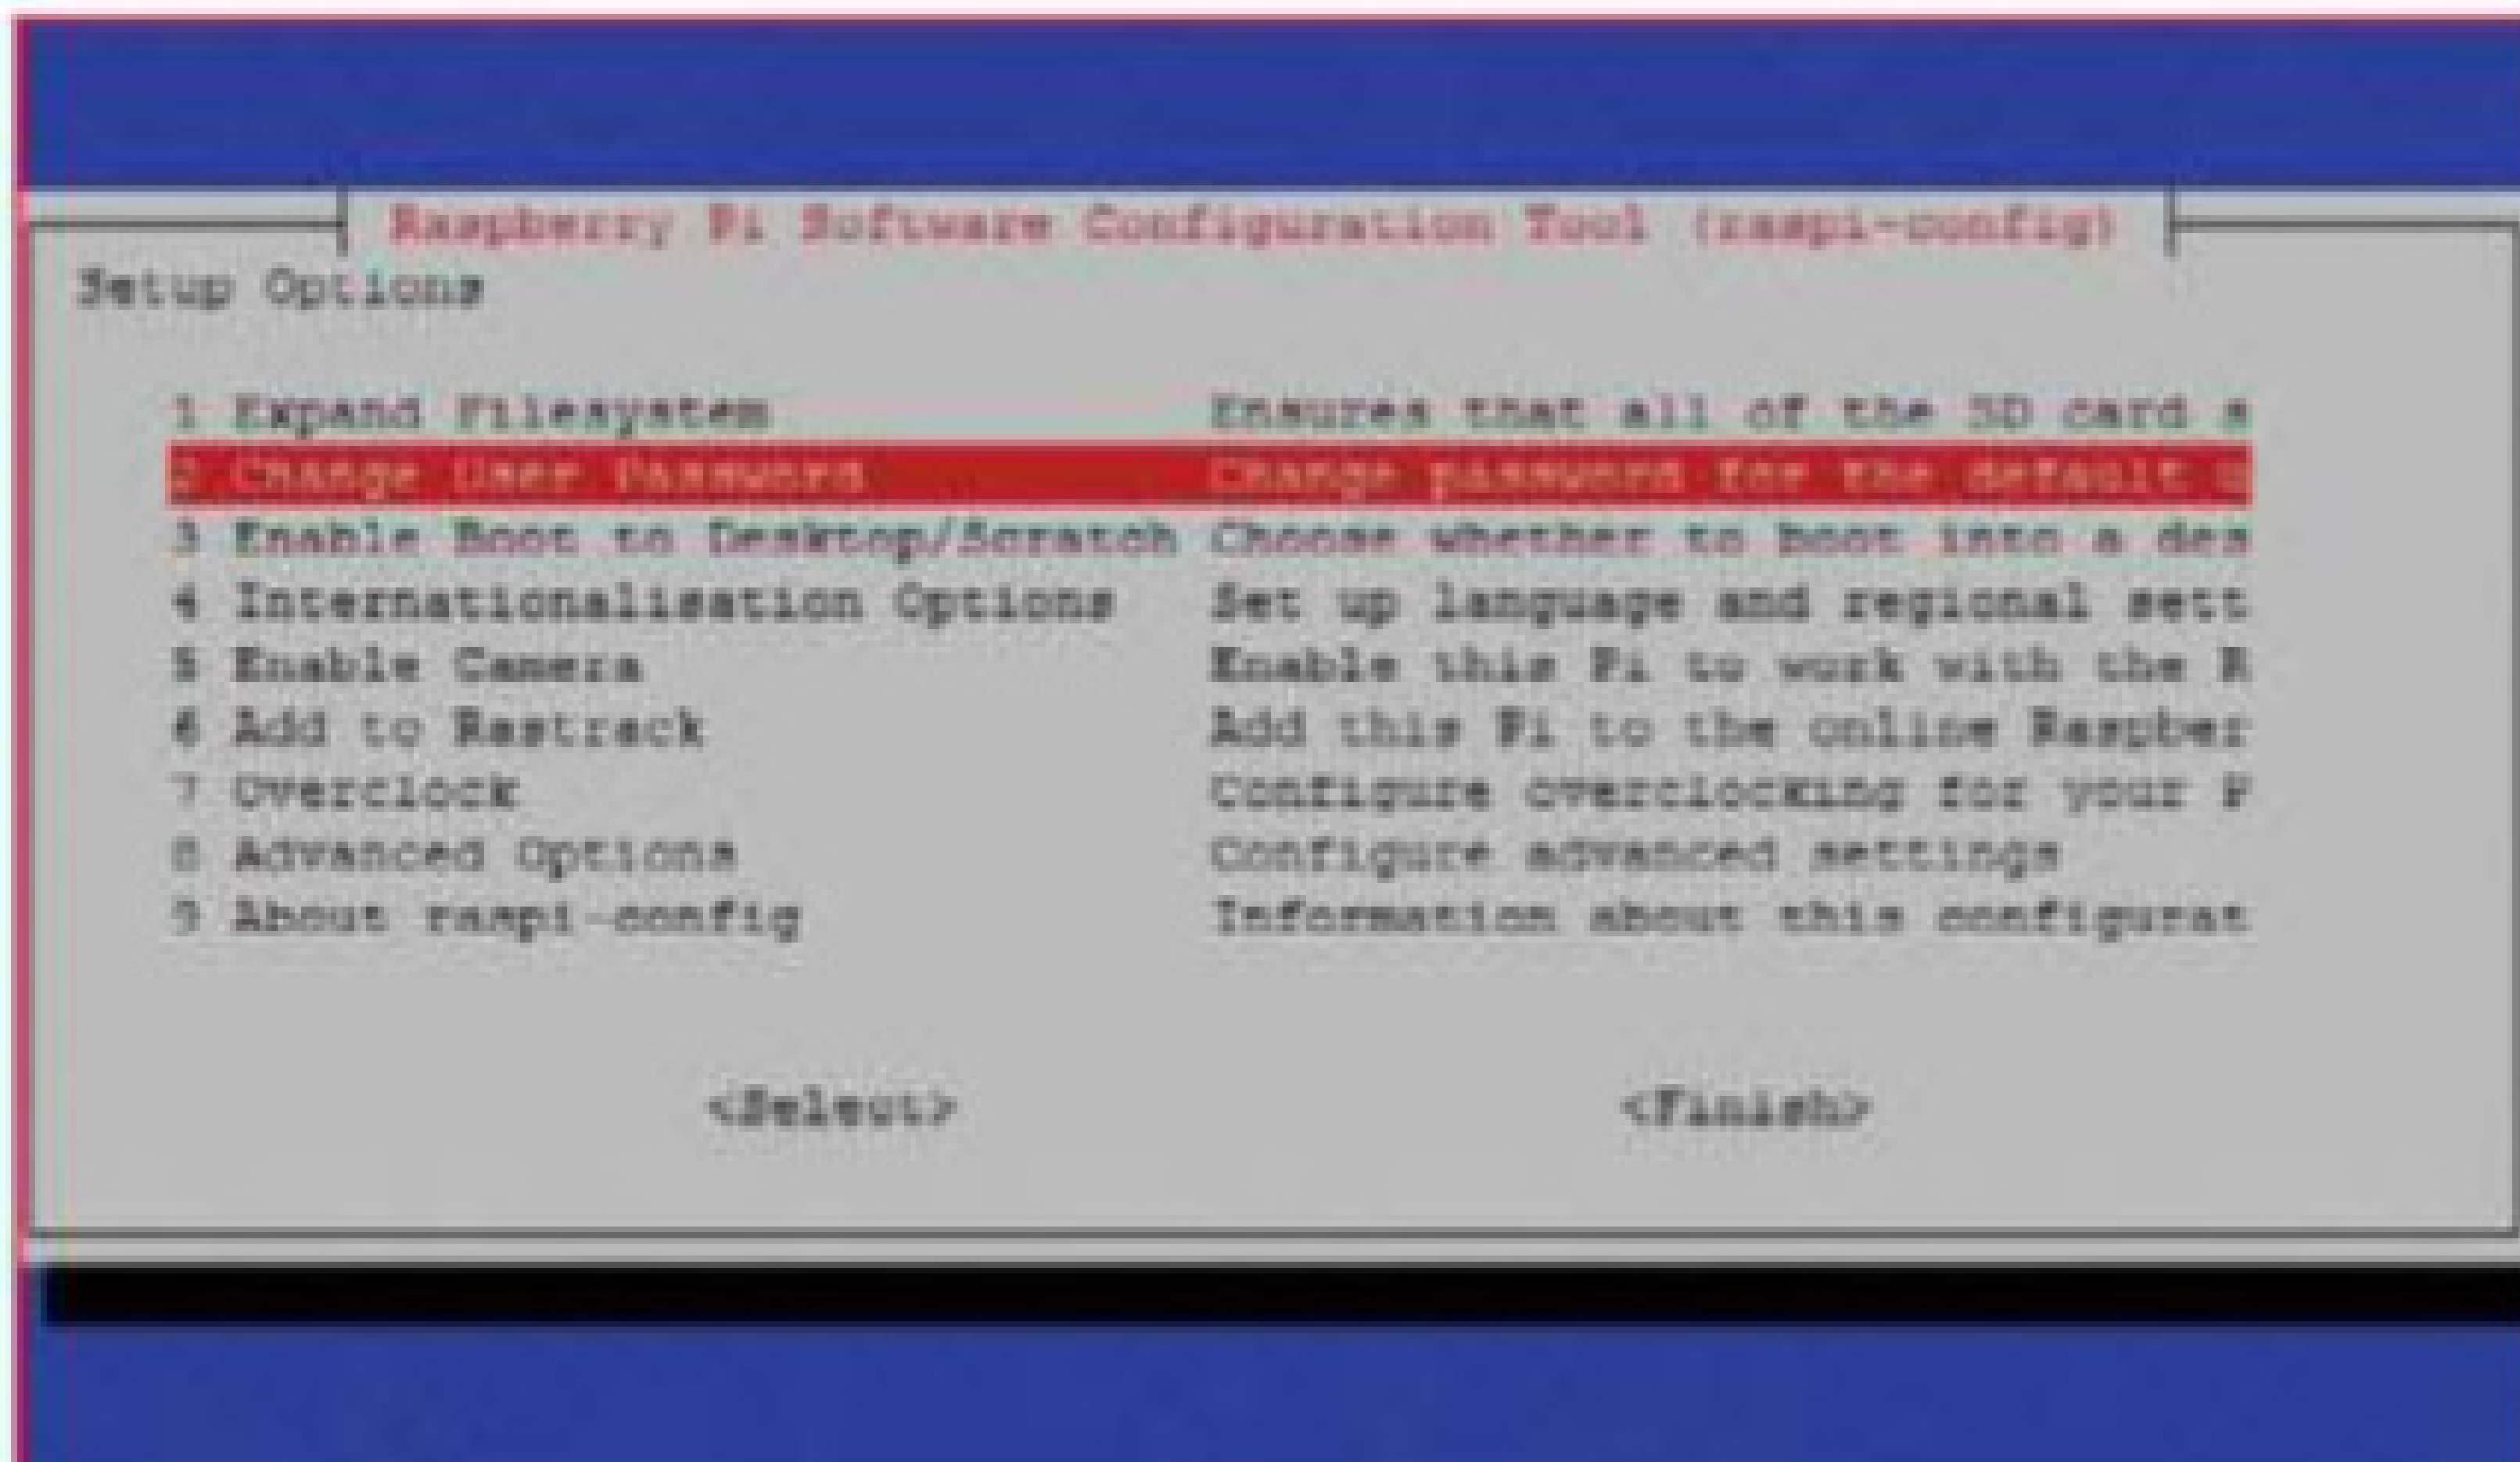 Raspberry Pi Software Configuration Tool (raspi-config)
Setup Options
1 Expand Filesystem Ensures that all of the SD card s
2 Change User Password Change password for the default u
3 Enable Boot to Desktop/Scratch Choose whether to boot into a des
4 Internationalisation Options Set up language and regional sett
5 Enable Camera Enable this Pi to work with the R
6 Add to Rastrack Add this Pi to the online Raspber
7 Overclock Configure overclocking for your P
8 Advanced Options Configure advanced settings
9 About raspi-config Information about this configurat
<Select> <Finish>